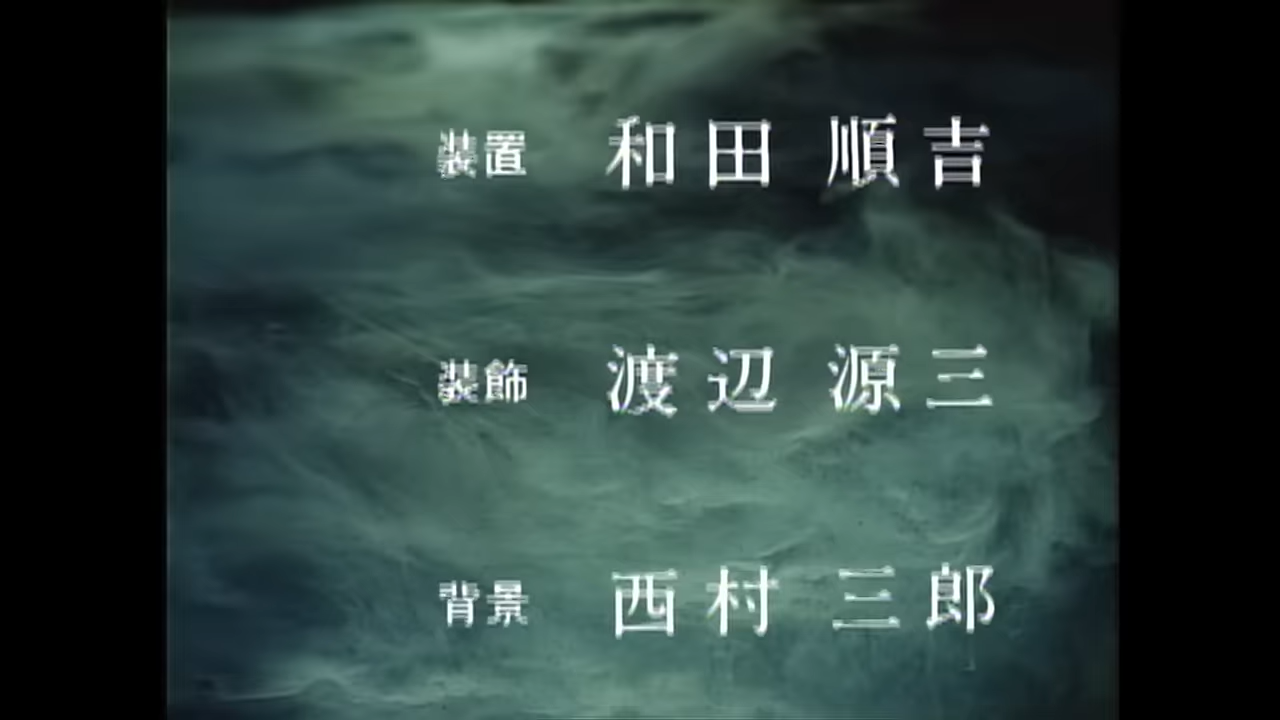 装置 和田 順吉
装飾 渡辺 源三
背景 西村 三郎